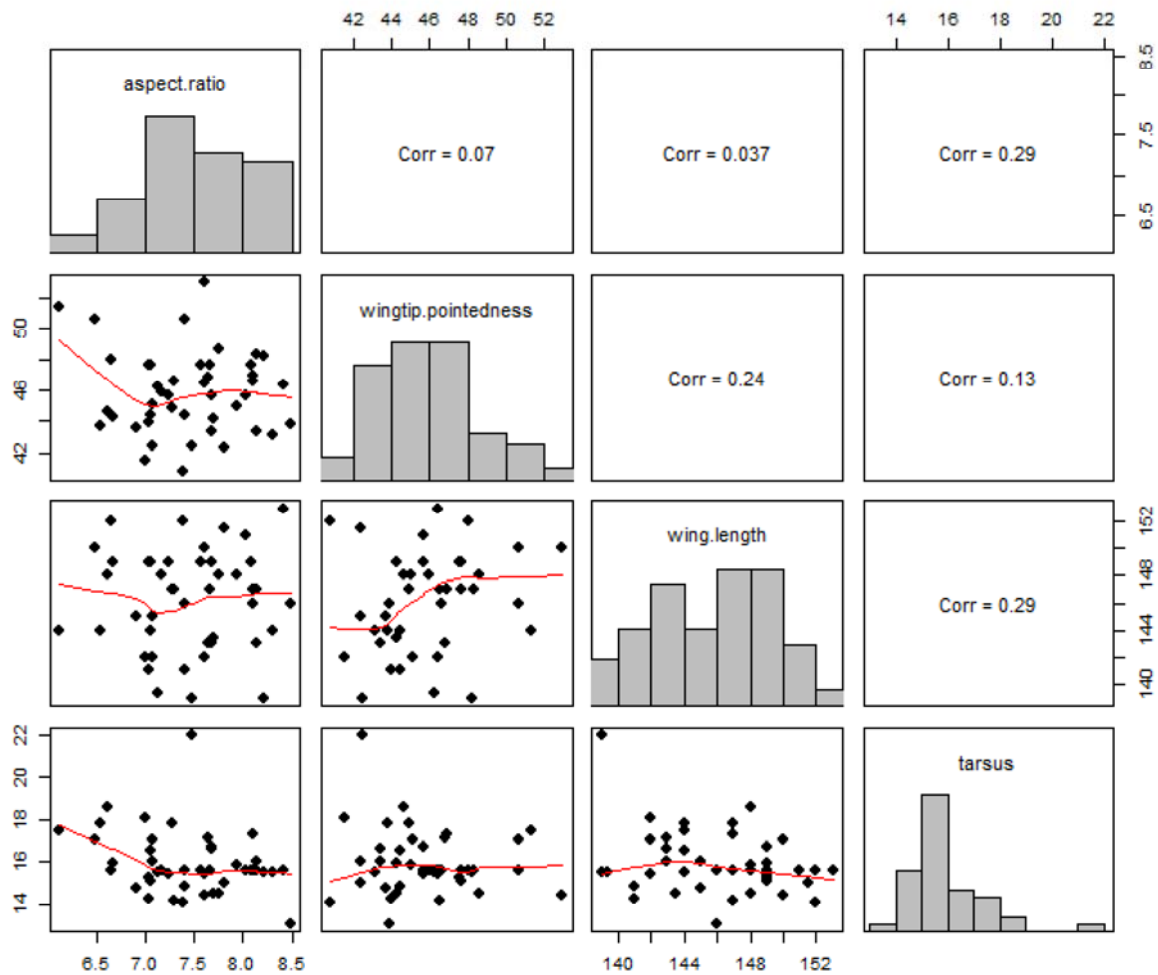 42 44 46 48 52
14 16 20 22
aspect.ratio
Corr = 0.07
Corr = 0.037
Corr = 0.29
8.5
7.5
6.5
50
46
42
wingtip.pointedness
Corr = 0.24
Corr = 0.13
wing.length
Corr = 0.29
152
148
144
140
22
20
18
16
14
tarsus
6.5 7.0 7.5 8.0 8.5
140 144 148 152